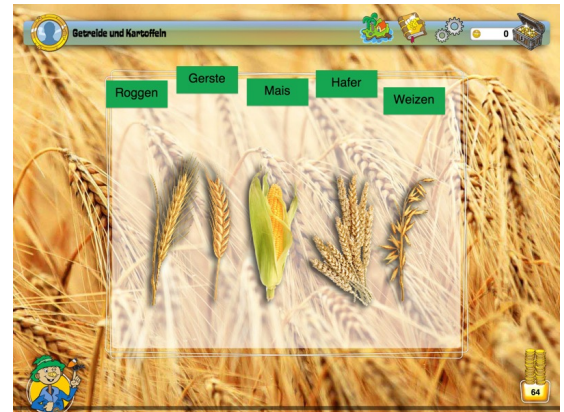 Getreide und Kartoffeln
0
Roggen
Gerste
Mais
Hafer
Weizen
64